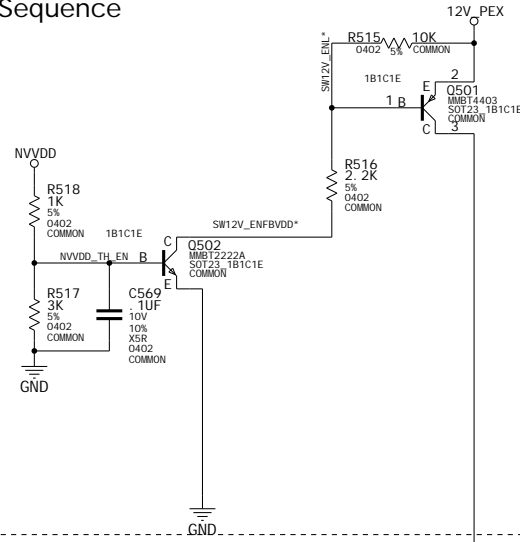 Sequence
12V_PEX
R515
10K
0402
5%
COMMON
SW12V_ENL*
1B1C1E
2
E
Q501
1
B
MMBT4403
SOT23_1B1C1E
COMMON
C
3
NVVDD
R516
2.2K
5%
0402
COMMON
R518
1K
5%
0402
COMMON
1B1C1E
SW12V_ENFBVDD*
C
Q502
NVVDD_TH_EN
B
MMBT2222A
SOT23_1B1C1E
COMMON
E
R517
3K
5%
0402
COMMON
C569
.1UF
10V
10%
X5R
0402
COMMON
GND
GND